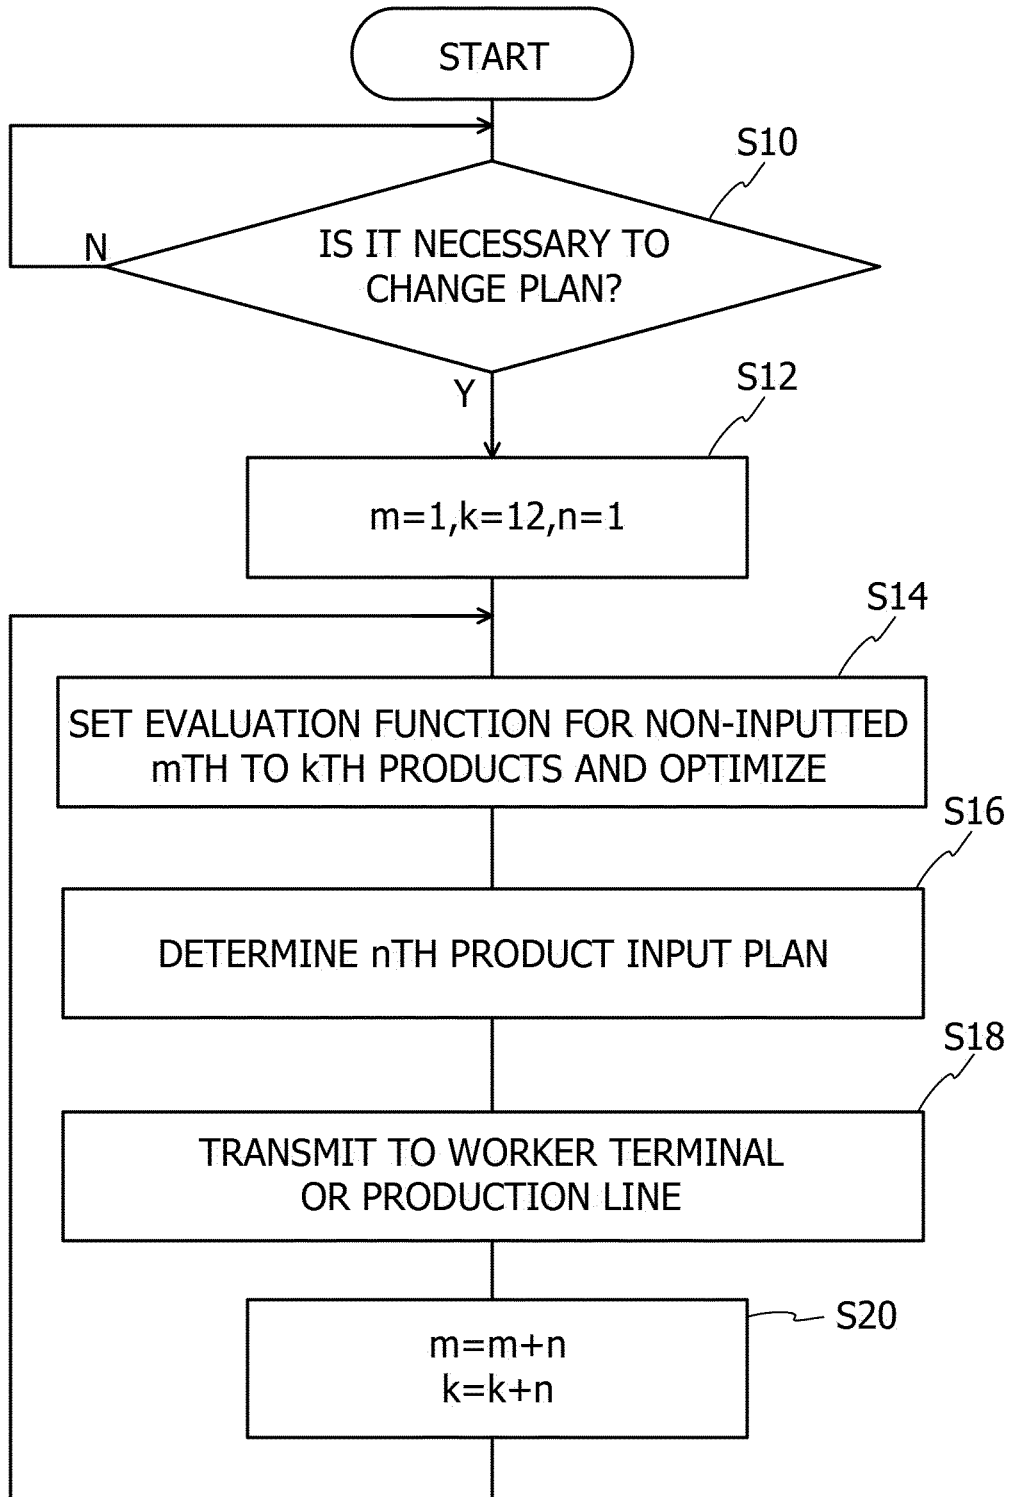 START
S10
IS IT NECESSARY TO
CHANGE PLAN?
N
Y
S12
m=1,k=12,n=1
S14
SET EVALUATION FUNCTION FOR NON-INPUTTED
mTH TO kTH PRODUCTS AND OPTIMIZE
S16
DETERMINE nTH PRODUCT INPUT PLAN
S18
TRANSMIT TO WORKER TERMINAL
OR PRODUCTION LINE
S20
m=m+n
k=k+n